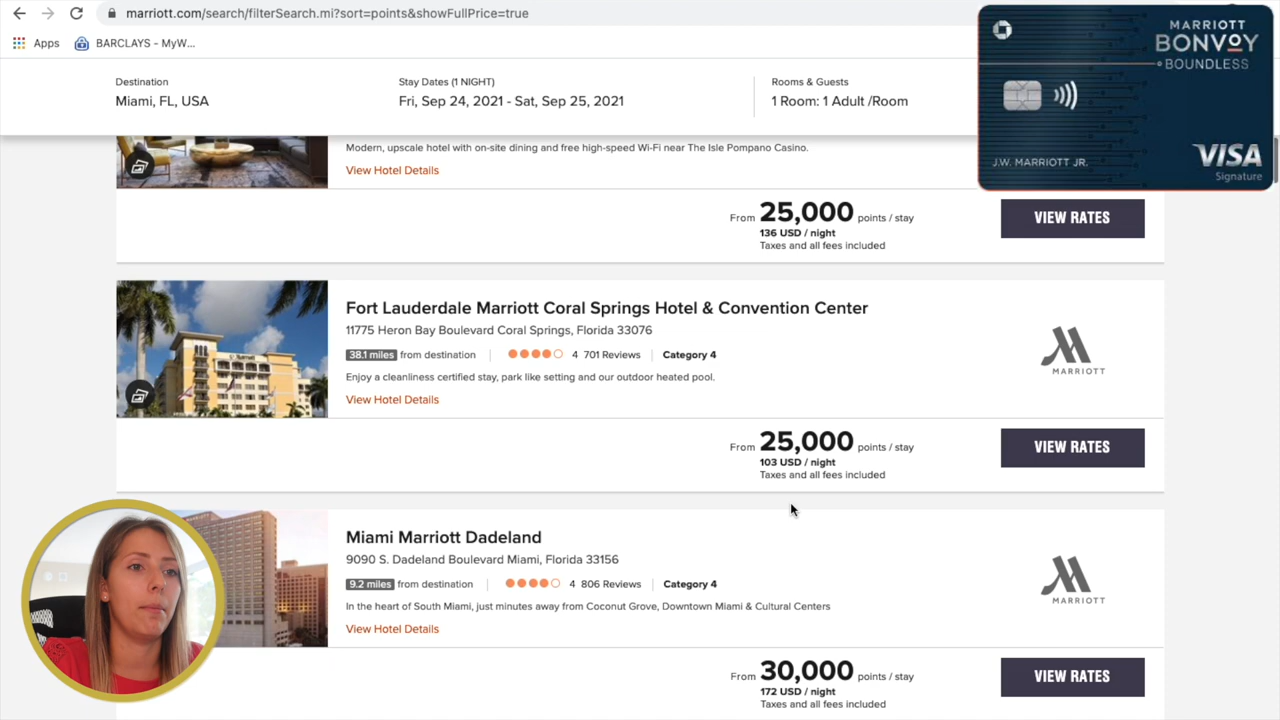 marriott.com/search/filterSearch.mi?sort=points&showFullPrice=true
Apps
BARCLAYS - MyW...
MARRIOTT
BONVOY
BOUNDLESS
J.W. MARRIOTT JR.
VISA
Signature
Destination
Miami, FL, USA
Stay Dates (1 NIGHT)
Fri, Sep 24, 2021 - Sat, Sep 25, 2021
Rooms & Guests
1 Room: 1 Adult /Room
Modern, upscale hotel with on-site dining and free high-speed Wi-Fi near The Isle Pompano Casino.
View Hotel Details
From 25,000 points / stay
136 USD / night
Taxes and all fees included
VIEW RATES
Fort Lauderdale Marriott Coral Springs Hotel & Convention Center
11775 Heron Bay Boulevard Coral Springs, Florida 33076
38.1 miles from destination 4 701 Reviews Category 4
Enjoy a cleanliness certified stay, park like setting and our outdoor heated pool.
View Hotel Details
MARRIOTT
From 25,000 points / stay
103 USD / night
Taxes and all fees included
VIEW RATES
Miami Marriott Dadeland
9090 S. Dadeland Boulevard Miami, Florida 33156
9.2 miles from destination 4 806 Reviews Category 4
In the heart of South Miami, just minutes away from Coconut Grove, Downtown Miami & Cultural Centers
View Hotel Details
MARRIOTT
From 30,000 points / stay
172 USD / night
Taxes and all fees included
VIEW RATES